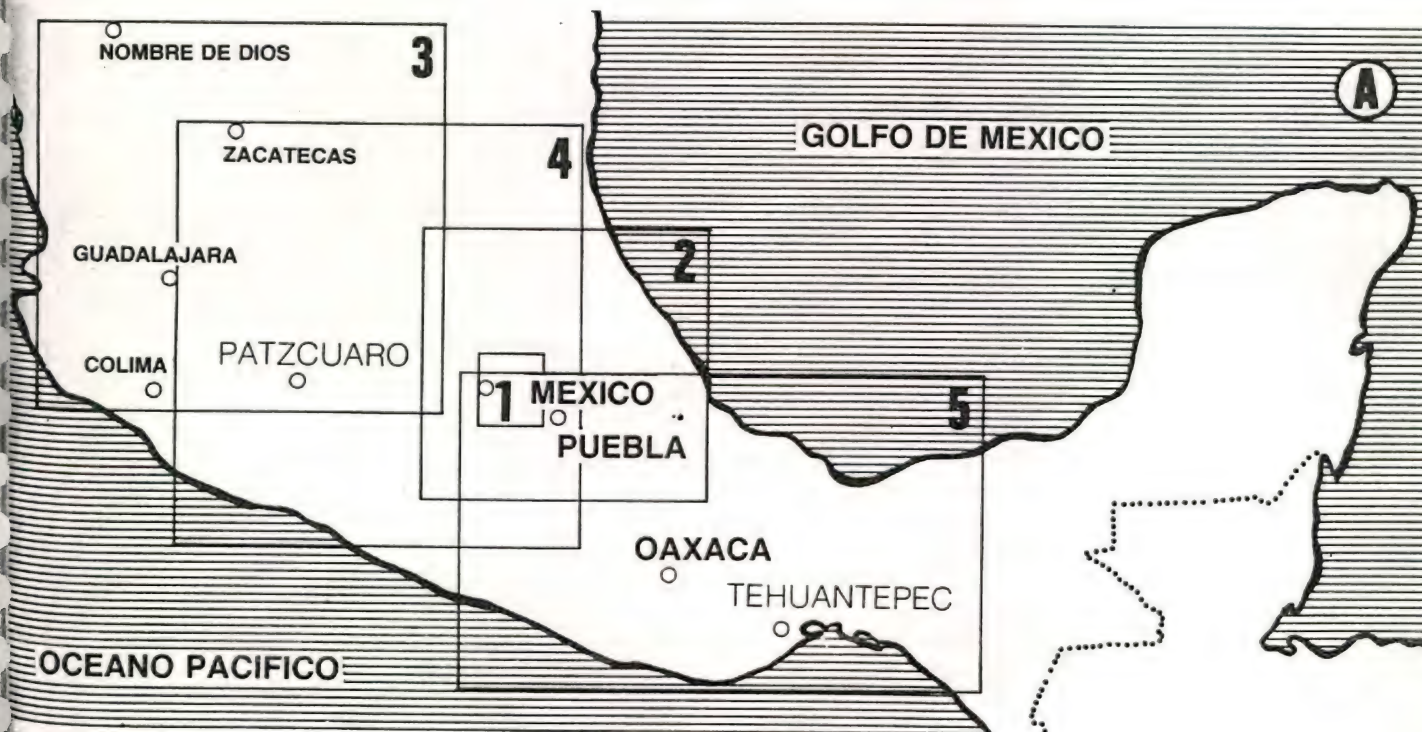 NOMBRE DE DIOS
3
A
ZACATECAS
4
GOLFO DE MEXICO
GUADALAJARA
2
COLIMA
PATZCUARO
1 MEXICO
5
PUEBLA
OAXACA
TEHUANTEPEC
OCEANO PACIFICO